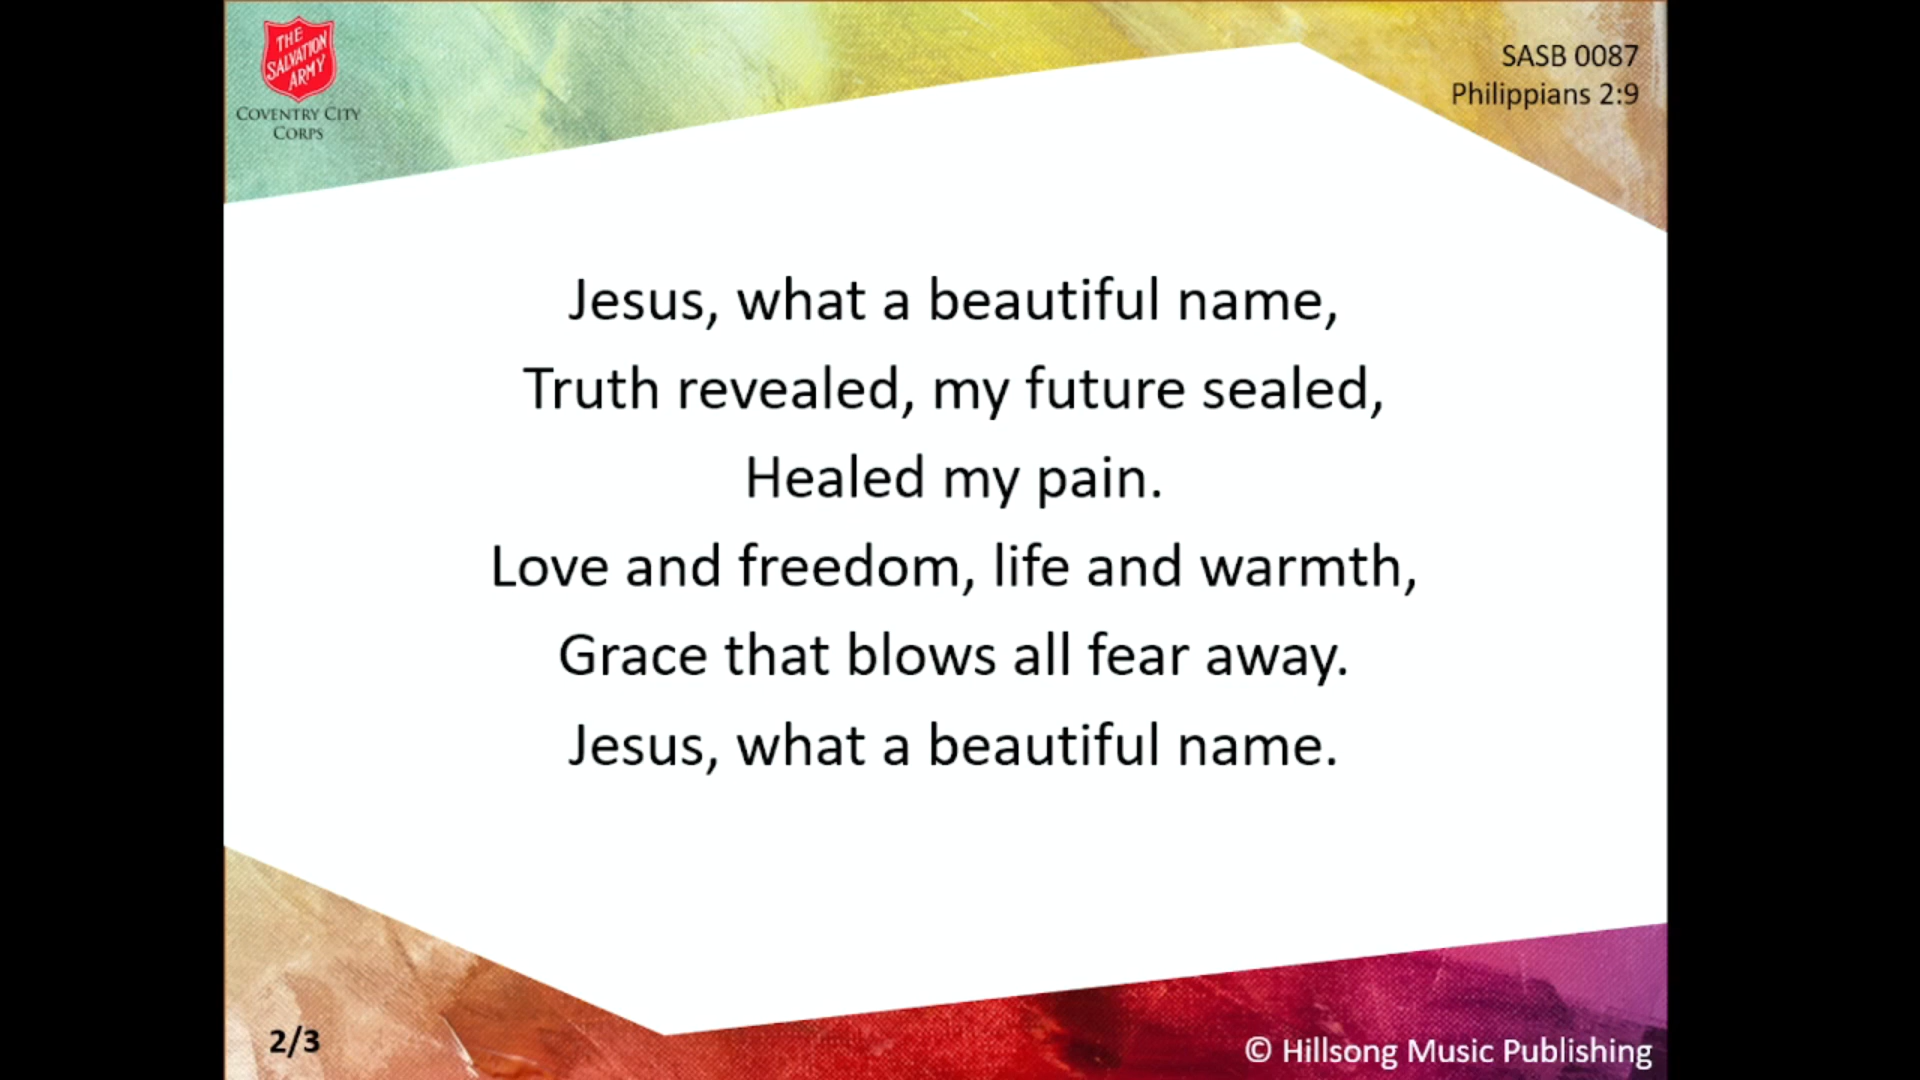 THE
SALVATION
ARMY
COVENTRY CITY
CORPS
SASB 0087
Philippians 2:9
Jesus, what a beautiful name,
Truth revealed, my future sealed,
Healed my pain.
Love and freedom, life and warmth,
Grace that blows all fear away.
Jesus, what a beautiful name.
2/3
© Hillsong Music Publishing